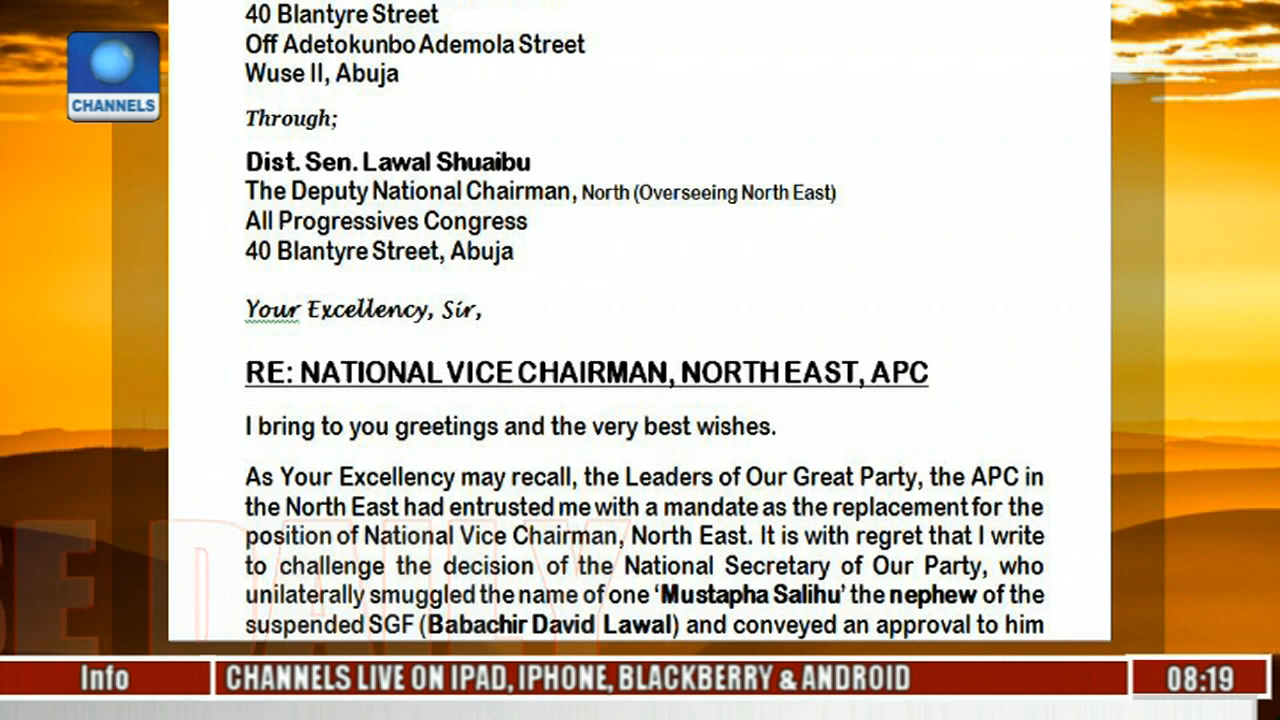 40 Blantyre Street
Off Adetokunbo Ademola Street
Wuse II, Abuja
CHANNELS
Through;
Dist. Sen. Lawal Shuaibu
The Deputy National Chairman, North (Overseeing North East)
All Progressives Congress
40 Blantyre Street, Abuja
Your Excellency, Sir,
RE: NATIONAL VICE CHAIRMAN, NORTH EAST, APC
I bring to you greetings and the very best wishes.
As Your Excellency may recall, the Leaders of Our Great Party, the APC in
the North East had entrusted me with a mandate as the replacement for the
position of National Vice Chairman, North East. It is with regret that I write
to challenge the decision of the National Secretary of Our Party, who
unilaterally smuggled the name of one ‘Mustapha Salihu’ the nephew of the
suspended SGF (Babachir David Lawal) and conveyed an approval to him
SE DAILY
Info
CHANNELS LIVE ON IPAD, IPHONE, BLACKBERRY & ANDROID
08:19